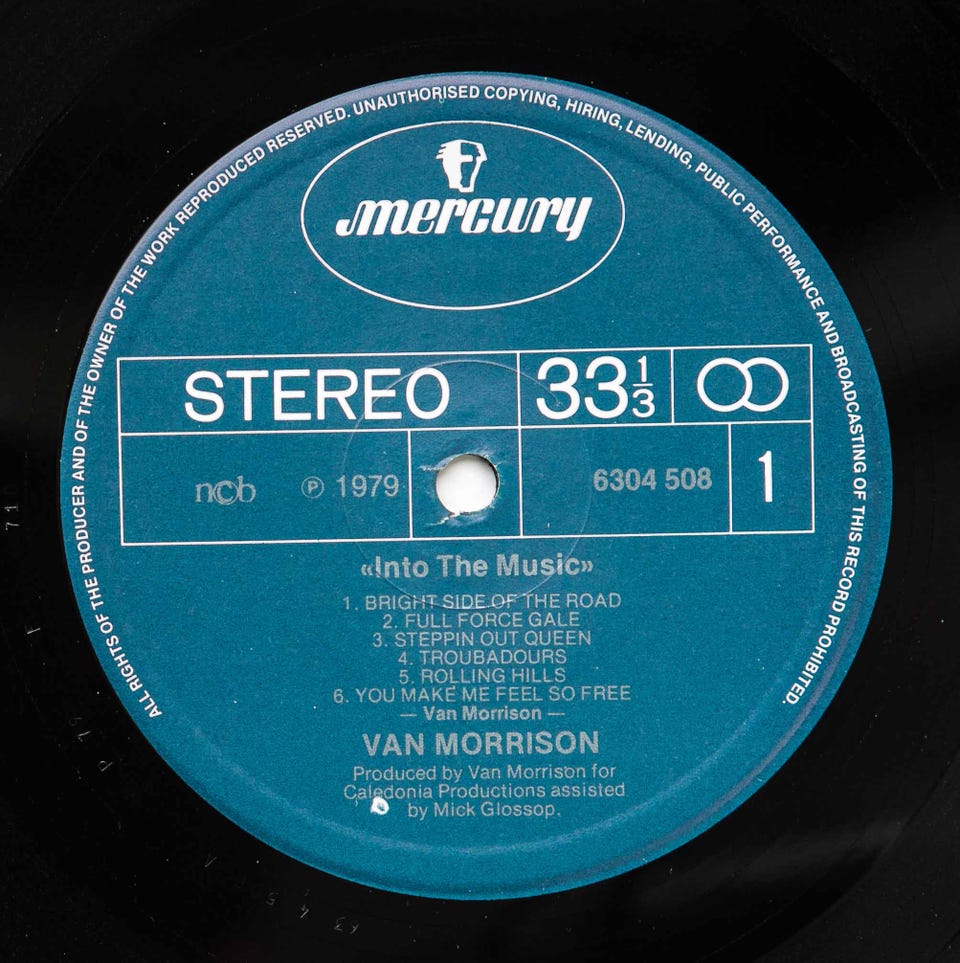 ALL RIGHTS OF THE PRODUCER AND OF THE OWNER OF THE WORK REPRODUCED RESERVED. UNAUTHORISED COPYING, HIRING, LENDING, PUBLIC PERFORMANCE AND BROADCASTING OF THIS RECORD PROHIBITED.
mercury
STEREO
33 1/3
ncb
℗ 1979
6304 508
1
«Into The Music»
1. BRIGHT SIDE OF THE ROAD
2. FULL FORCE GALE
3. STEPPIN OUT QUEEN
4. TROUBADOURS
5. ROLLING HILLS
6. YOU MAKE ME FEEL SO FREE
— Van Morrison —
VAN MORRISON
Produced by Van Morrison for
Caledonia Productions assisted
by Mick Glossop.